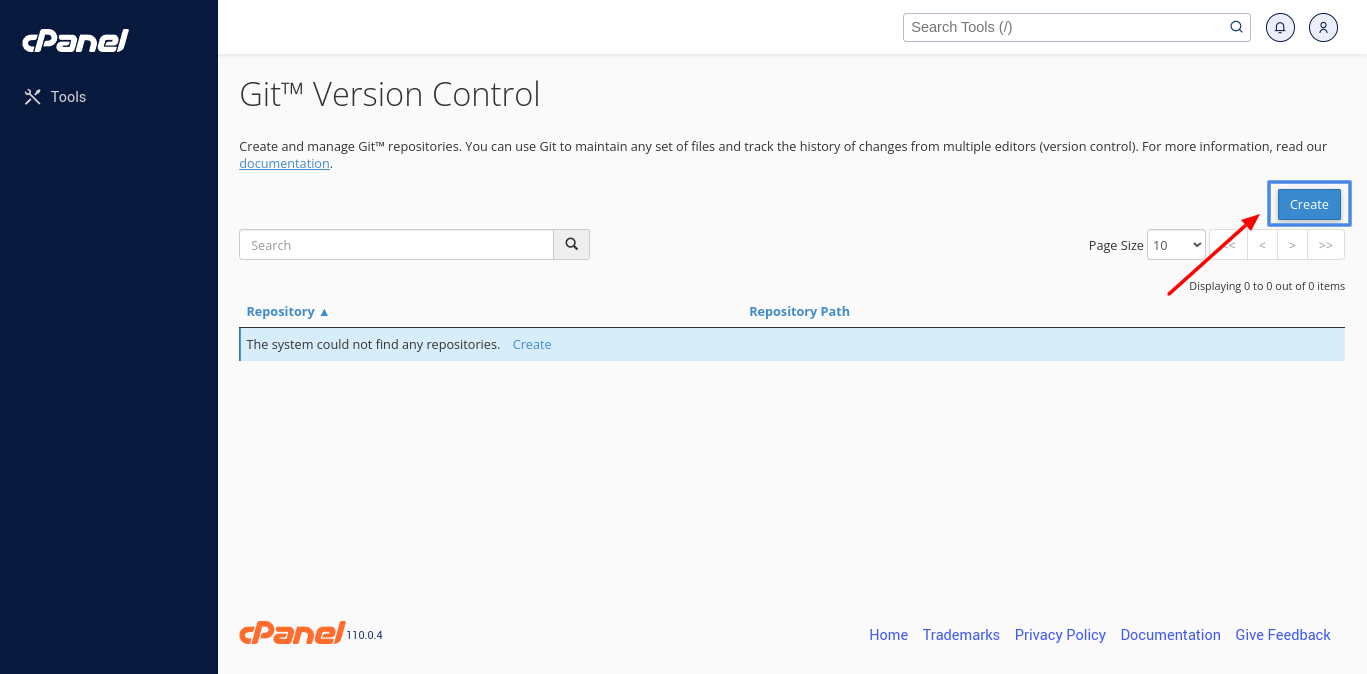 cPanel
Search Tools (/)
Tools
Git™ Version Control
Create and manage Git™ repositories. You can use Git to maintain any set of files and track the history of changes from multiple editors (version control). For more information, read our
documentation.
Create
Search
Page Size 10 << < > >>
Displaying 0 to 0 out of 0 items
Repository ▲ Repository Path
The system could not find any repositories. Create
cPanel 110.0.4 Home Trademarks Privacy Policy Documentation Give Feedback